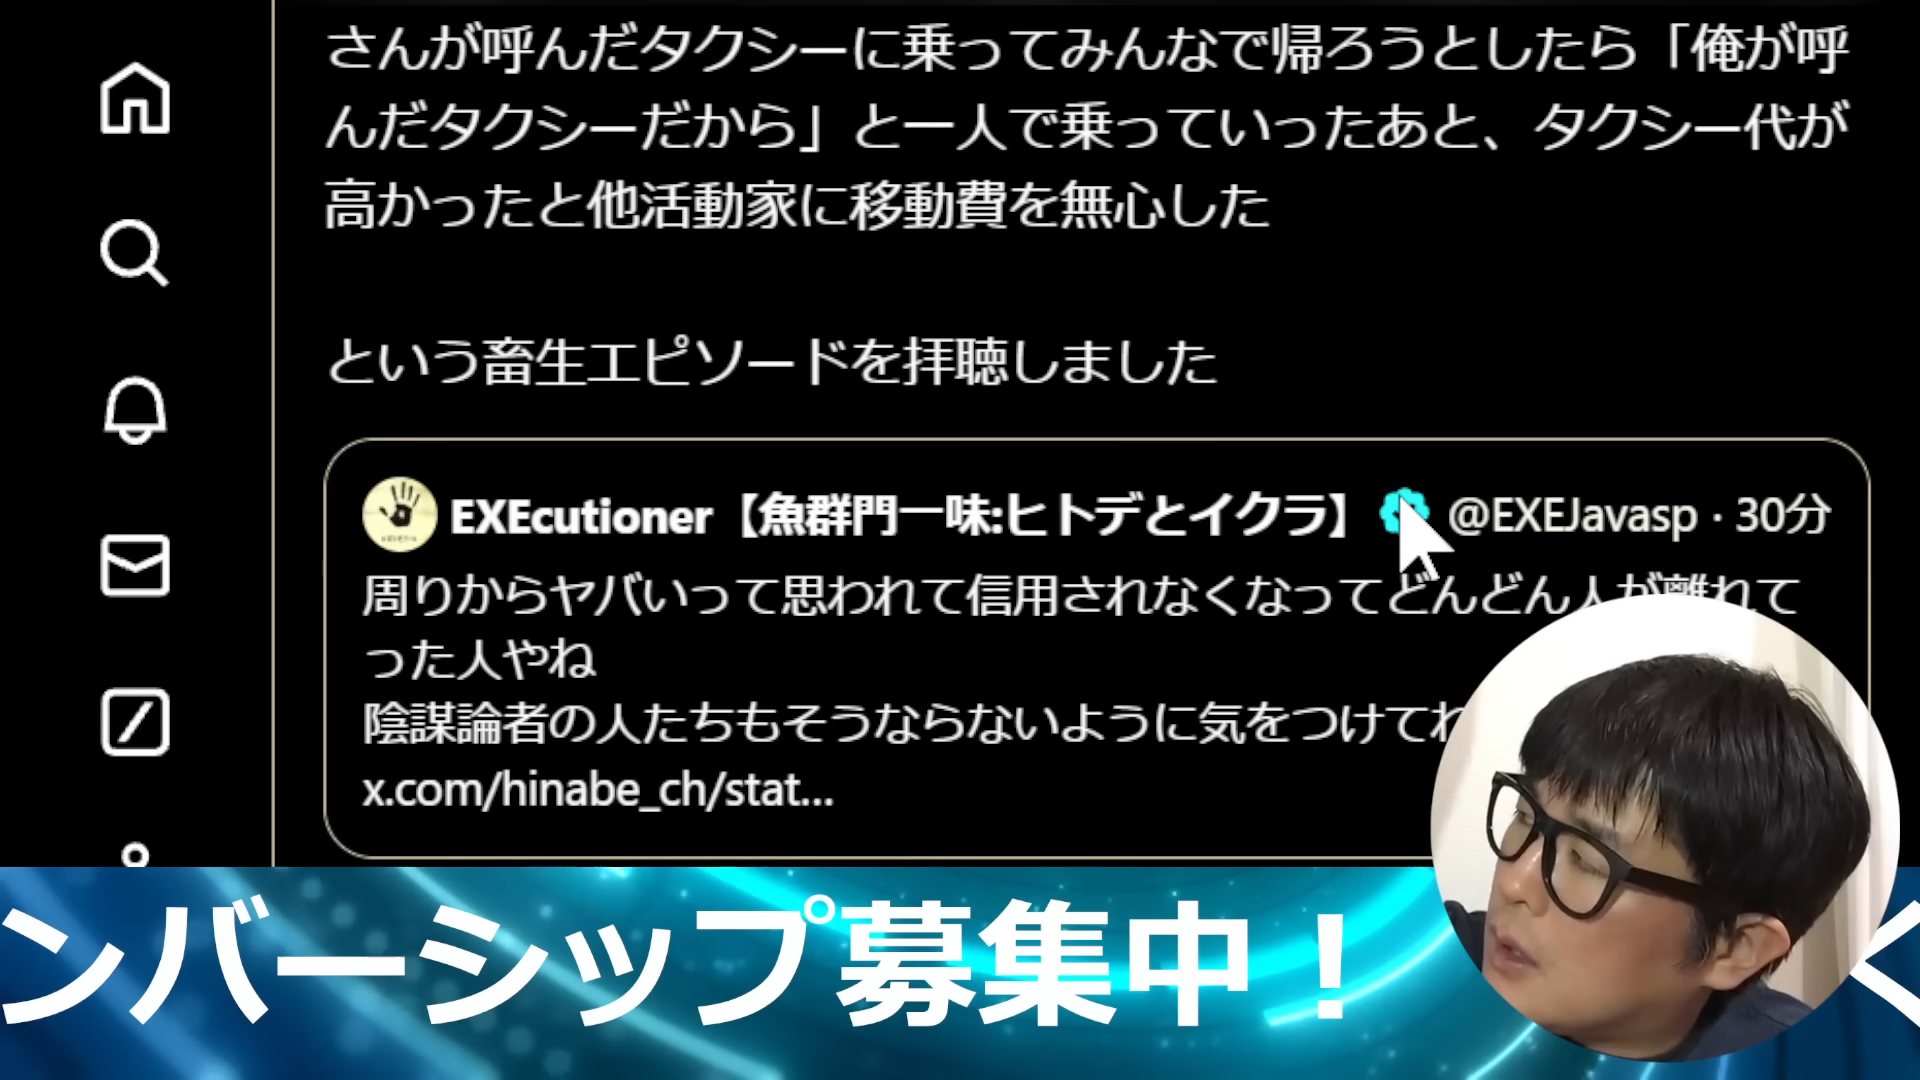 さんが呼んだタクシーに乗ってみんなで帰ろうとしたら「俺が呼
んだタクシーだから」と一人で乗っていったあと、タクシー代が
高かったと他活動家に移動費を無心した
という畜生エピソードを拝聴しました
EXEcutioner【魚群門一味:ヒトデとイクラ】 @EXEJavasp · 30分
周りからヤバいって思われて信用されなくなってどんどん人が離れて
った人やね
陰謀論者の人たちもそうならないように気をつけてね
x.com/hinabe_ch/stat...
ンバーシップ募集中！ く